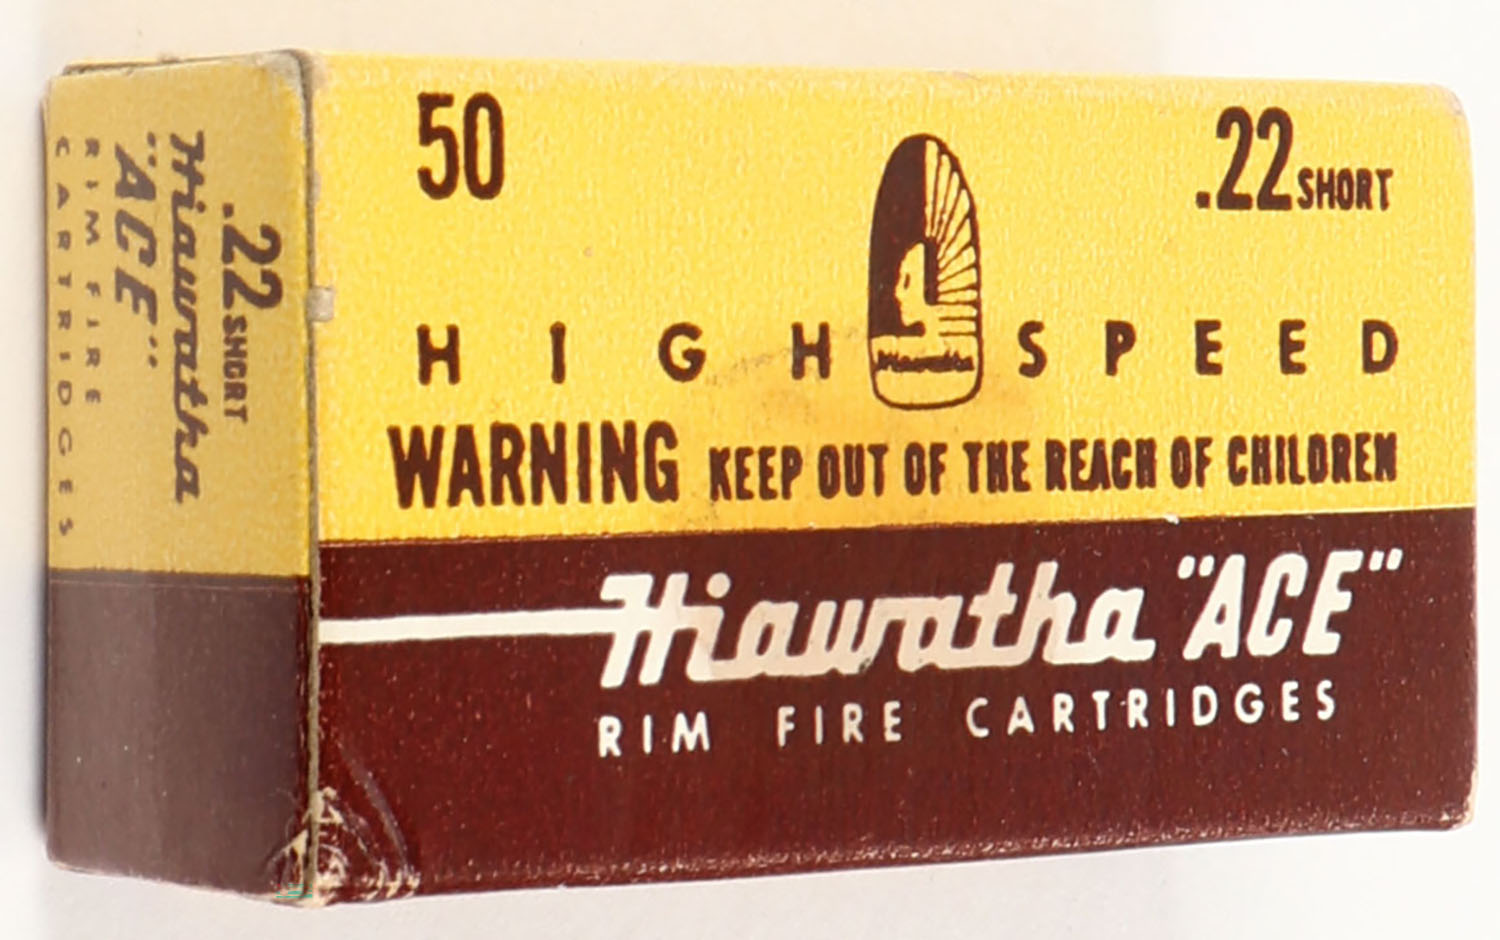 50
.22 SHORT
HIGH SPEED
Hiawatha
WARNING KEEP OUT OF THE REACH OF CHILDREN
Hiawatha "ACE"
RIM FIRE CARTRIDGES
.22 SHORT
Hiawatha
"ACE"
RIM FIRE
CARTRIDGES